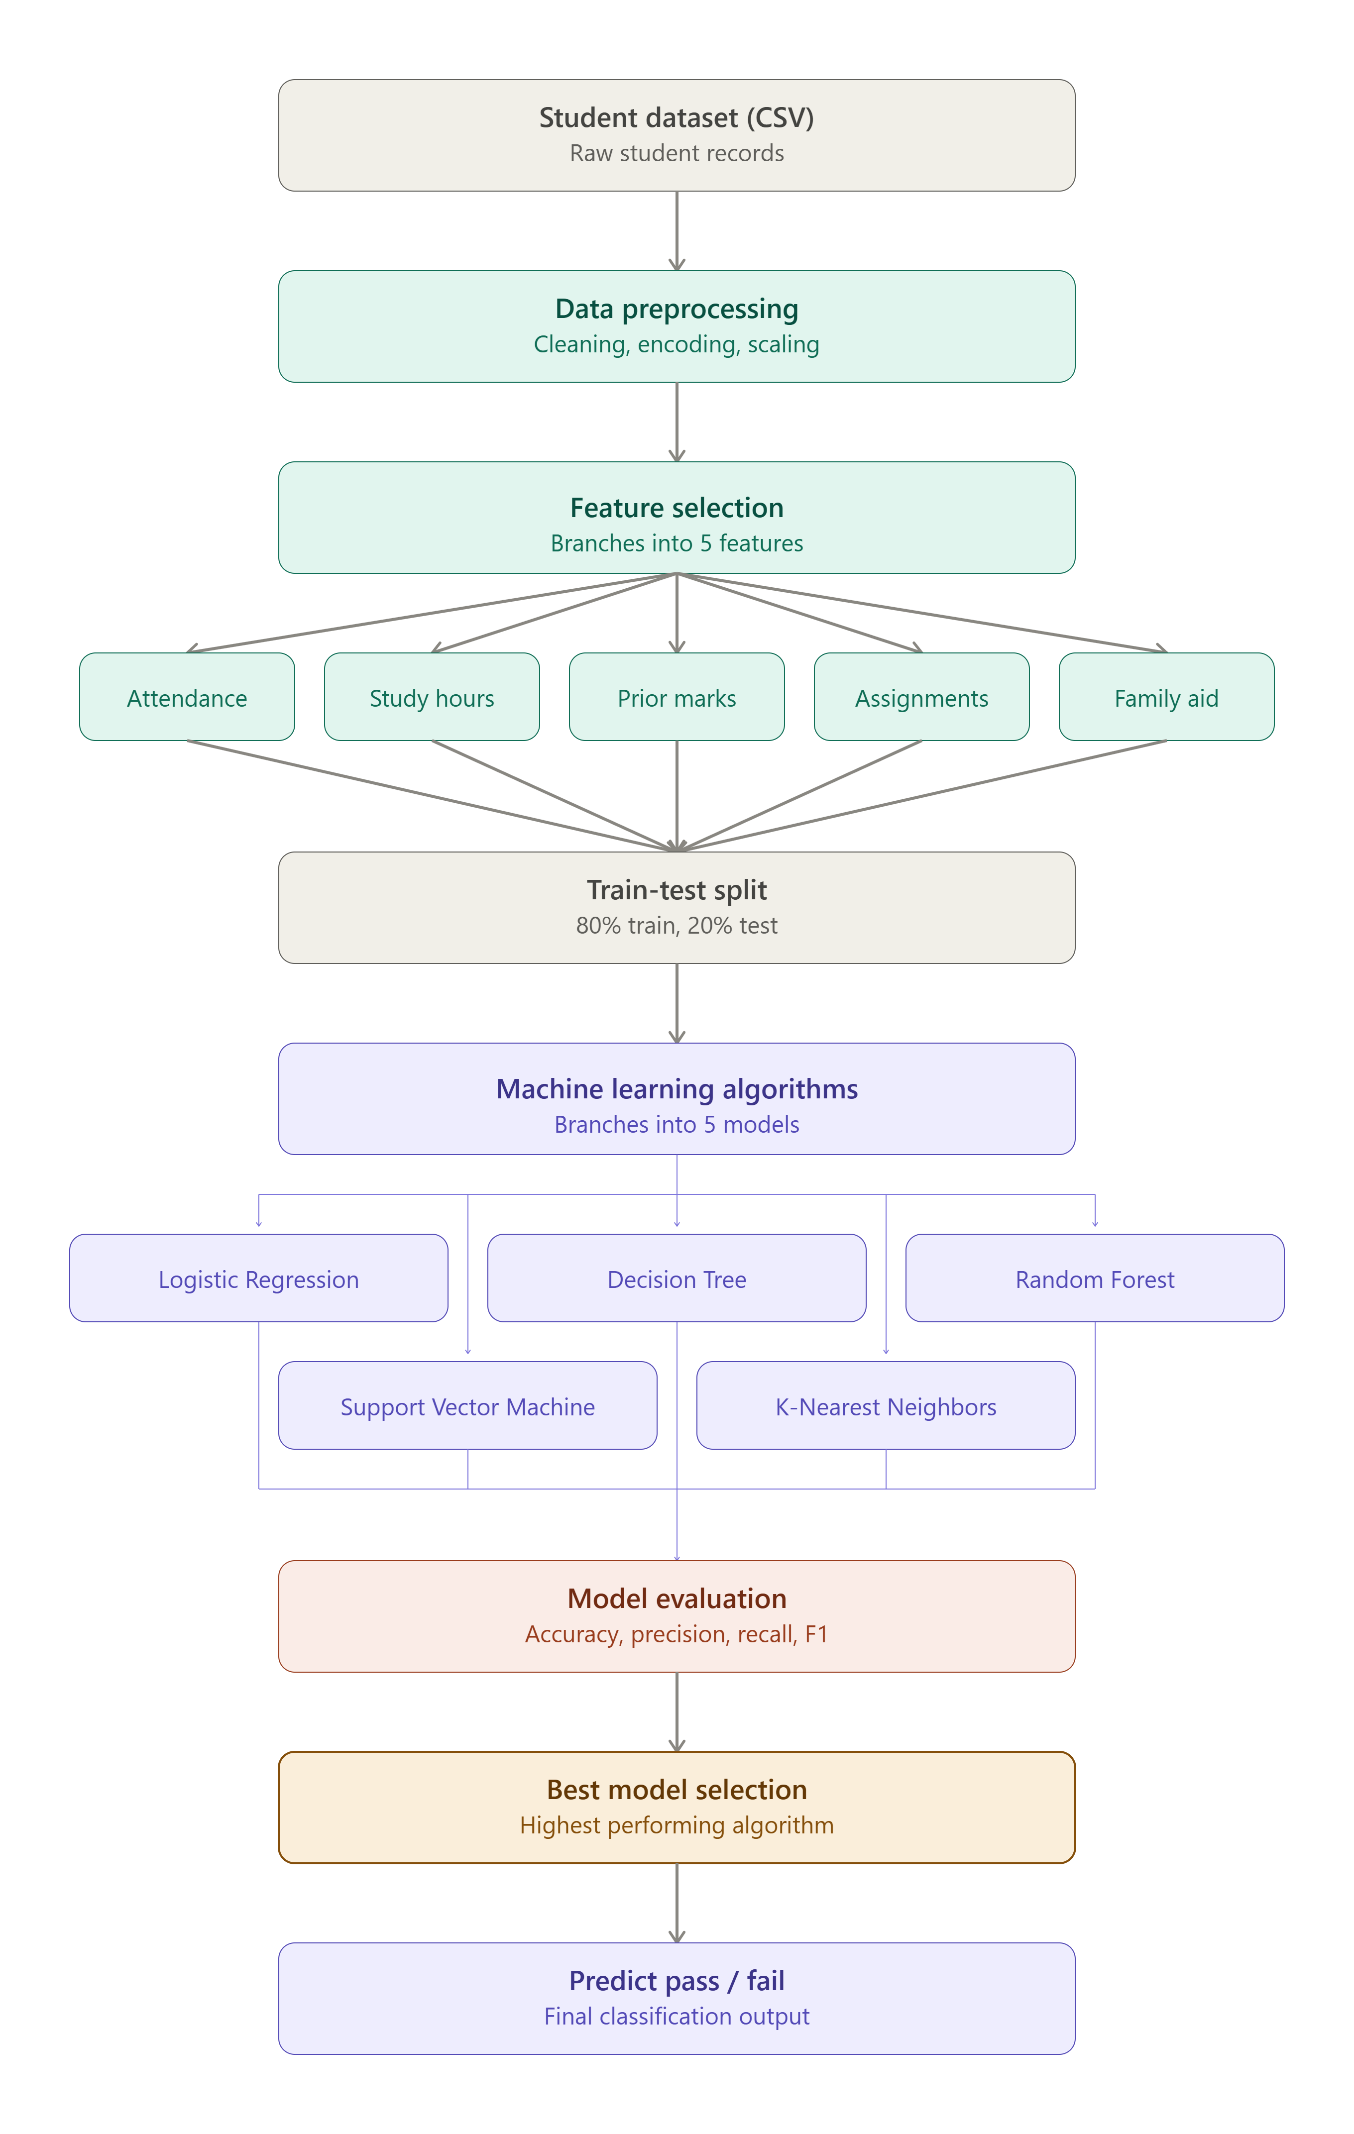 Student dataset (CSV)
Raw student records
Data preprocessing
Cleaning, encoding, scaling
Feature selection
Branches into 5 features
Attendance
Study hours
Prior marks
Assignments
Family aid
Train-test split
80% train, 20% test
Machine learning algorithms
Branches into 5 models
Logistic Regression
Decision Tree
Random Forest
Support Vector Machine
K-Nearest Neighbors
Model evaluation
Accuracy, precision, recall, F1
Best model selection
Highest performing algorithm
Predict pass / fail
Final classification output